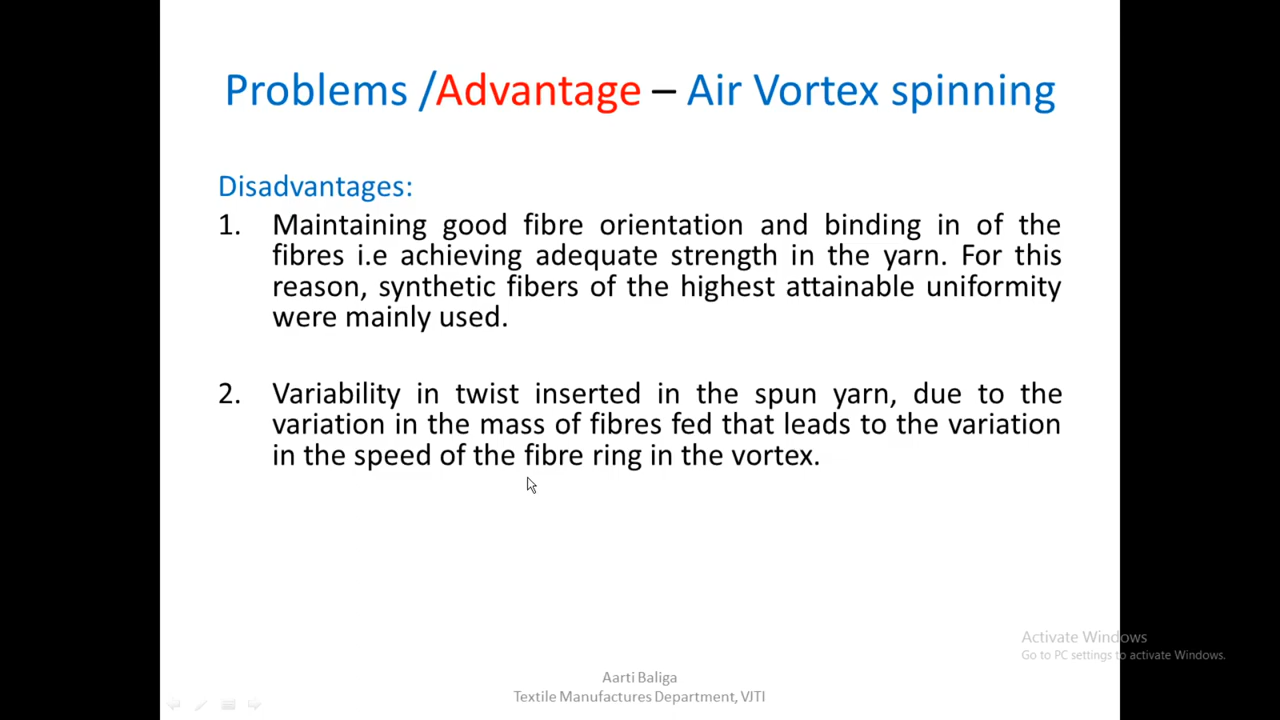 Problems /Advantage – Air Vortex spinning
Disadvantages:
1. Maintaining good fibre orientation and binding in of the
fibres i.e achieving adequate strength in the yarn. For this
reason, synthetic fibers of the highest attainable uniformity
were mainly used.
2. Variability in twist inserted in the spun yarn, due to the
variation in the mass of fibres fed that leads to the variation
in the speed of the fibre ring in the vortex.
Activate Windows
Go to PC settings to activate Windows.
Aarti Baliga
Textile Manufactures Department, VJTI